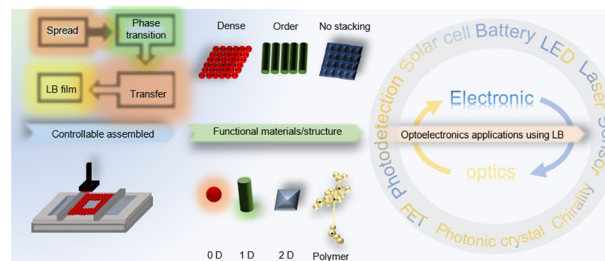 Spread
Phase
transition
LB film
Transfer
Controllable assembled
Dense
Order
No stacking
Functional materials/structure
0 D
1 D
2 D
Polymer
Photodetection
Solar cell
Battery
LED
Laser
Sensor
Electronic
Optoelectronics applications using LB
optics
FET
Photonic crystal
Chirality